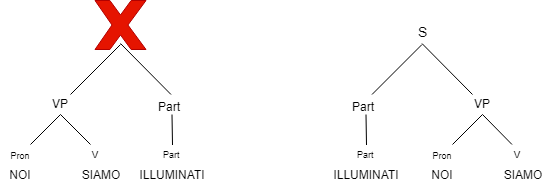 S
VP Part Part VP
Pron V Part Part Pron V
NOI SIAMO ILLUMINATI ILLUMINATI NOI SIAMO